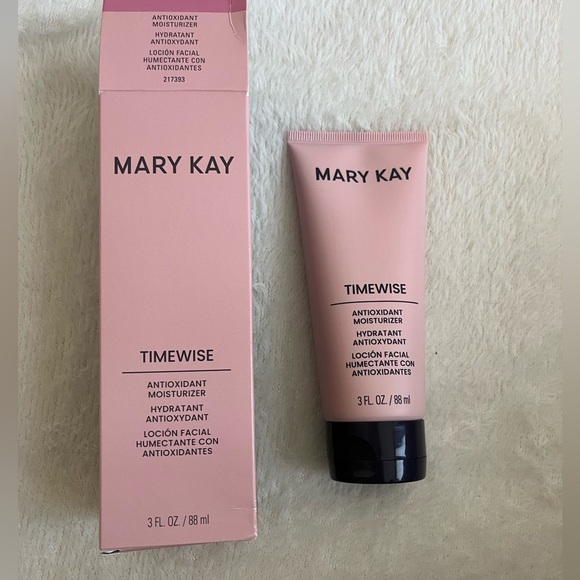 ANTIOXIDANT
MOISTURIZER
HYDRATANT
ANTIOXYDANT
LOCIÓN FACIAL
HUMECTANTE CON
ANTIOXIDANTES
217393
MARY KAY
TIMEWISE
ANTIOXIDANT
MOISTURIZER
HYDRATANT
ANTIOXYDANT
LOCIÓN FACIAL
HUMECTANTE CON
ANTIOXIDANTES
3 FL. OZ. / 88 ml
MARY KAY
TIMEWISE
ANTIOXIDANT
MOISTURIZER
HYDRATANT
ANTIOXYDANT
LOCIÓN FACIAL
HUMECTANTE CON
ANTIOXIDANTES
3 FL. OZ. / 88 ml